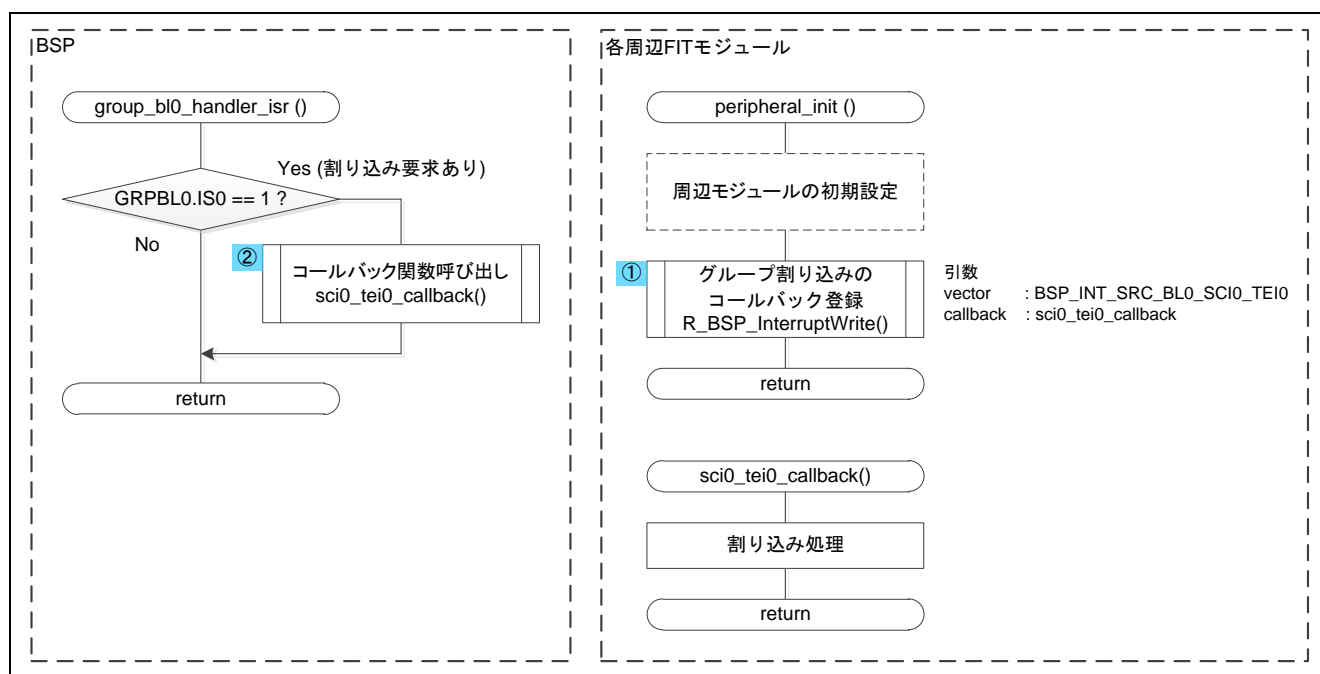 BSP
group_bl0_handler_isr ()
Yes (割り込み要求あり)
GRPBL0.IS0 == 1 ?
No
②
コールバック関数呼び出し
sci0_tei0_callback()
return
各周辺FITモジュール
peripheral_init ()
周辺モジュールの初期設定
①
グループ割り込みの
コールバック登録
R_BSP_InterruptWrite()
引数
vector : BSP_INT_SRC_BL0_SCI0_TEI0
callback : sci0_tei0_callback
return
sci0_tei0_callback()
割り込み処理
return